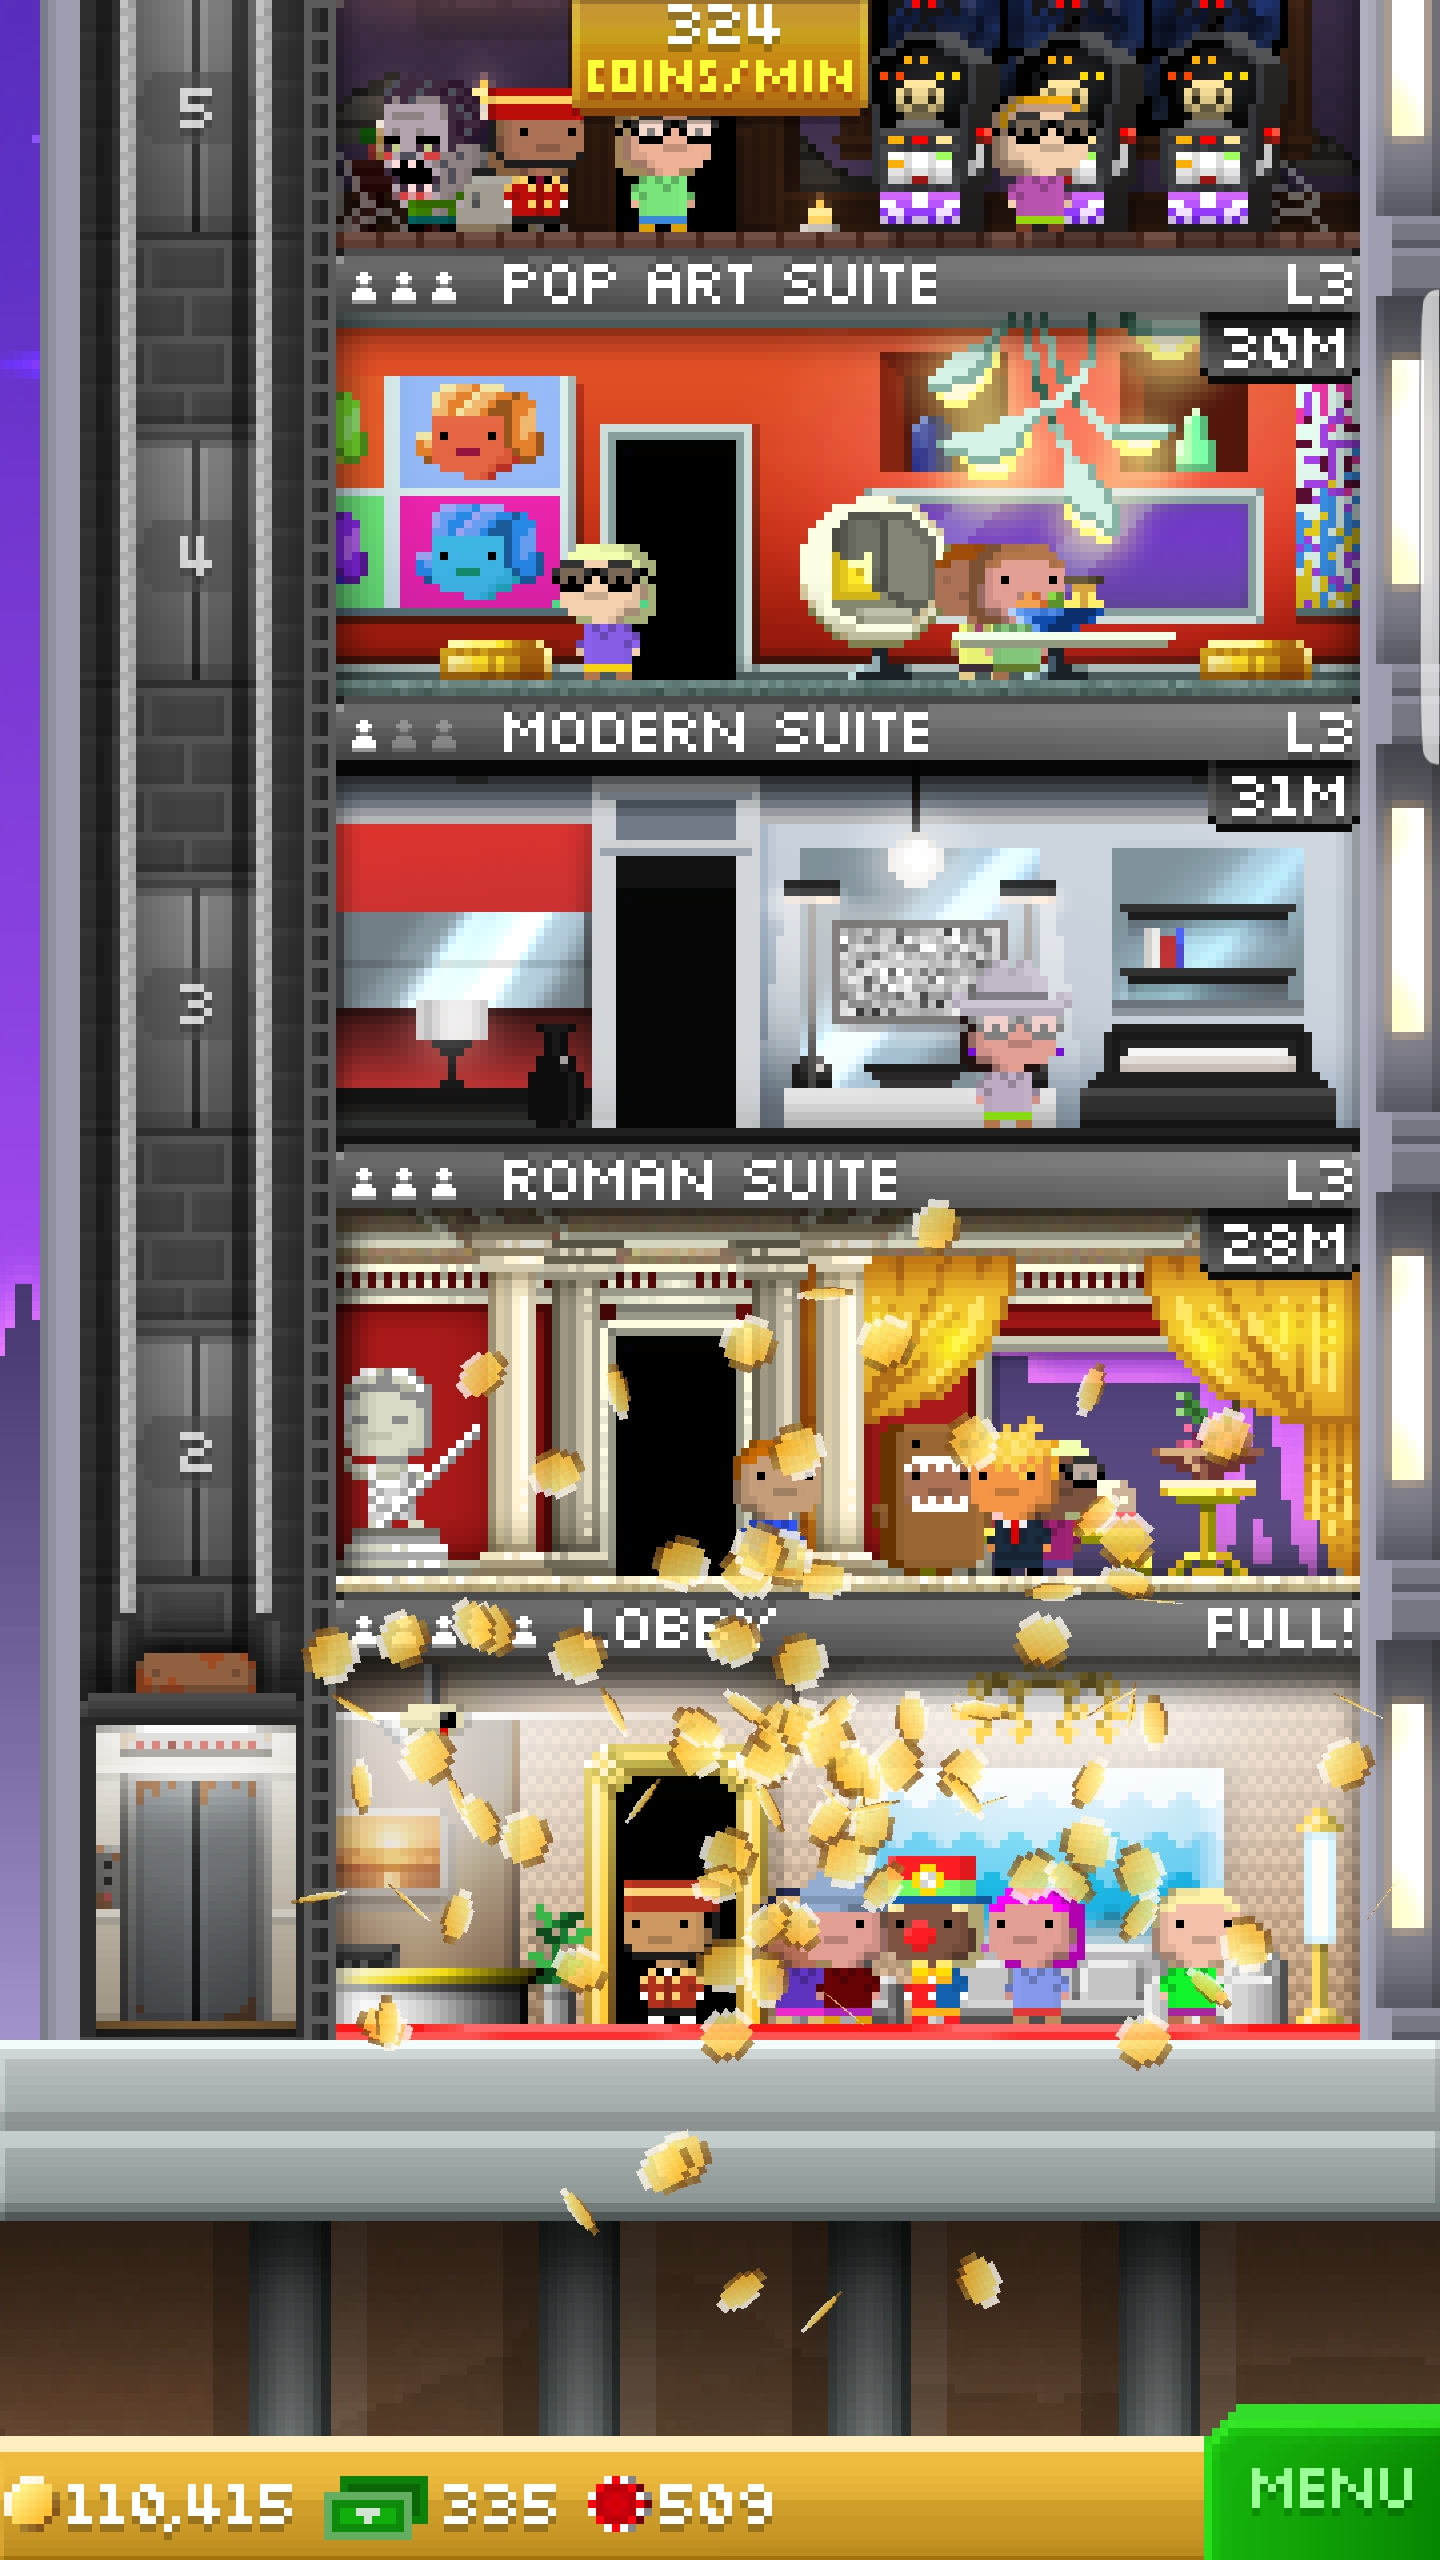 324
COINS/MIN
5
POP ART SUITE L3
30M
4
MODERN SUITE L3
31M
3
ROMAN SUITE L3
28M
2
LOBBY FULL!
110,415 335 509
MENU